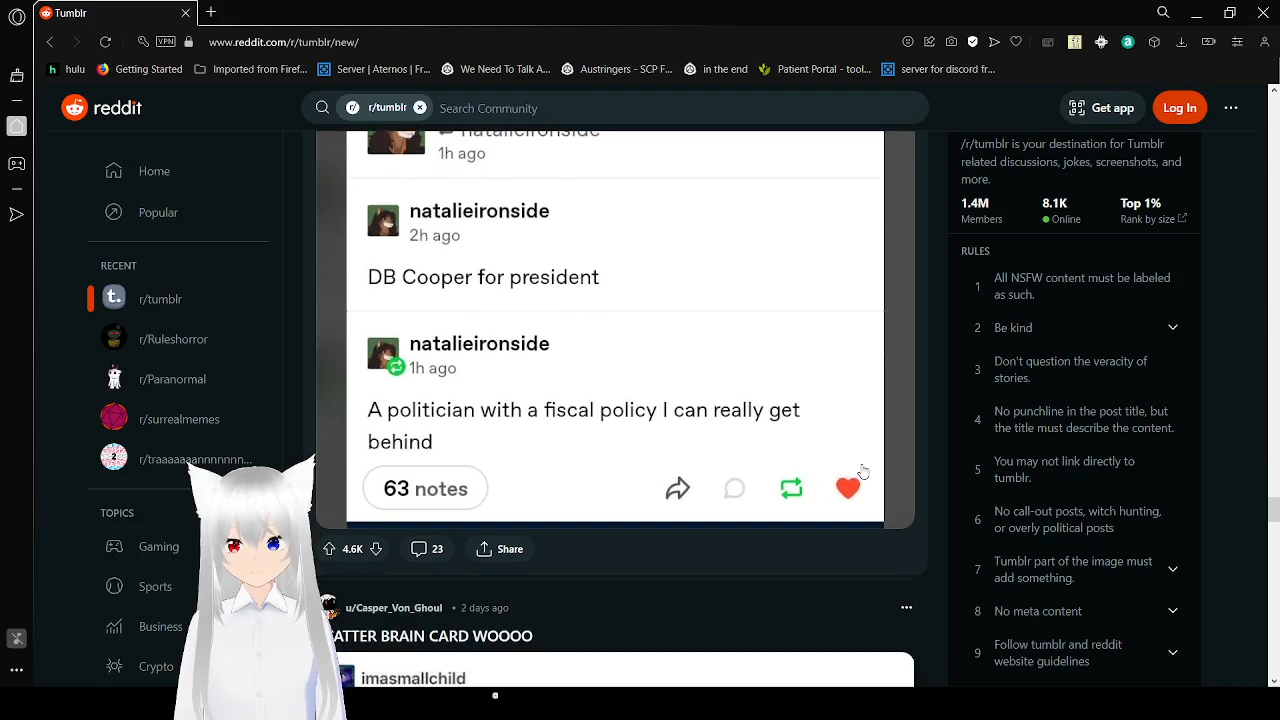 Tumblr
VPN
www.reddit.com/r/tumblr/new/
hulu
Getting Started
Imported from Firef...
Server | Aternos | Fr...
We Need To Talk A...
Austringers - SCP F...
in the end
Patient Portal - tool...
server for discord fr...
reddit
r/tumblr
Search Community
Get app
Log In
Home
Popular
RECENT
r/tumblr
r/Ruleshorror
r/Paranormal
r/surrealmemes
r/traaaaaaannnnnn...
TOPICS
Gaming
Sports
Business
Crypto
natalieironside
1h ago
natalieironside
2h ago
DB Cooper for president
natalieironside
1h ago
A politician with a fiscal policy I can really get
behind
63 notes
4.6K
23
Share
u/Casper_Von_Ghoul • 2 days ago
ATTER BRAIN CARD WOOOO
imasmallchild
/r/tumblr is your destination for Tumblr
related discussions, jokes, screenshots, and
more.
1.4M
Members
8.1K
Online
Top 1%
Rank by size
RULES
1 All NSFW content must be labeled
as such.
2 Be kind
3 Don't question the veracity of
stories.
4 No punchline in the post title, but
the title must describe the content.
5 You may not link directly to
tumblr.
6 No call-out posts, witch hunting,
or overly political posts
7 Tumblr part of the image must
add something.
8 No meta content
9 Follow tumblr and reddit
website guidelines